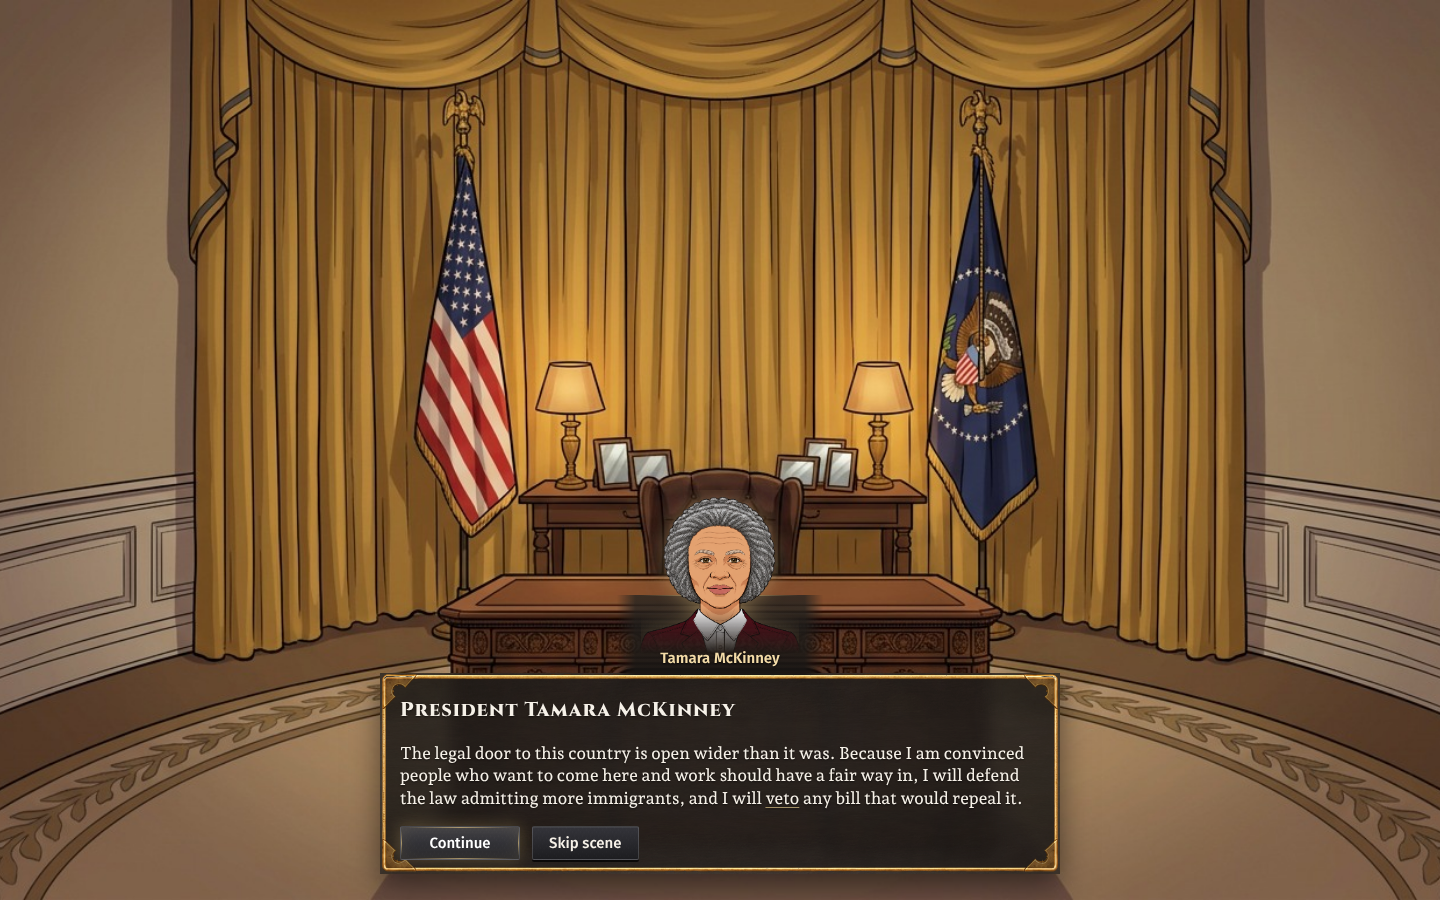 Tamara McKinney
President Tamara McKinney
The legal door to this country is open wider than it was. Because I am convinced
people who want to come here and work should have a fair way in, I will defend
the law admitting more immigrants, and I will veto any bill that would repeal it.
Continue
Skip scene